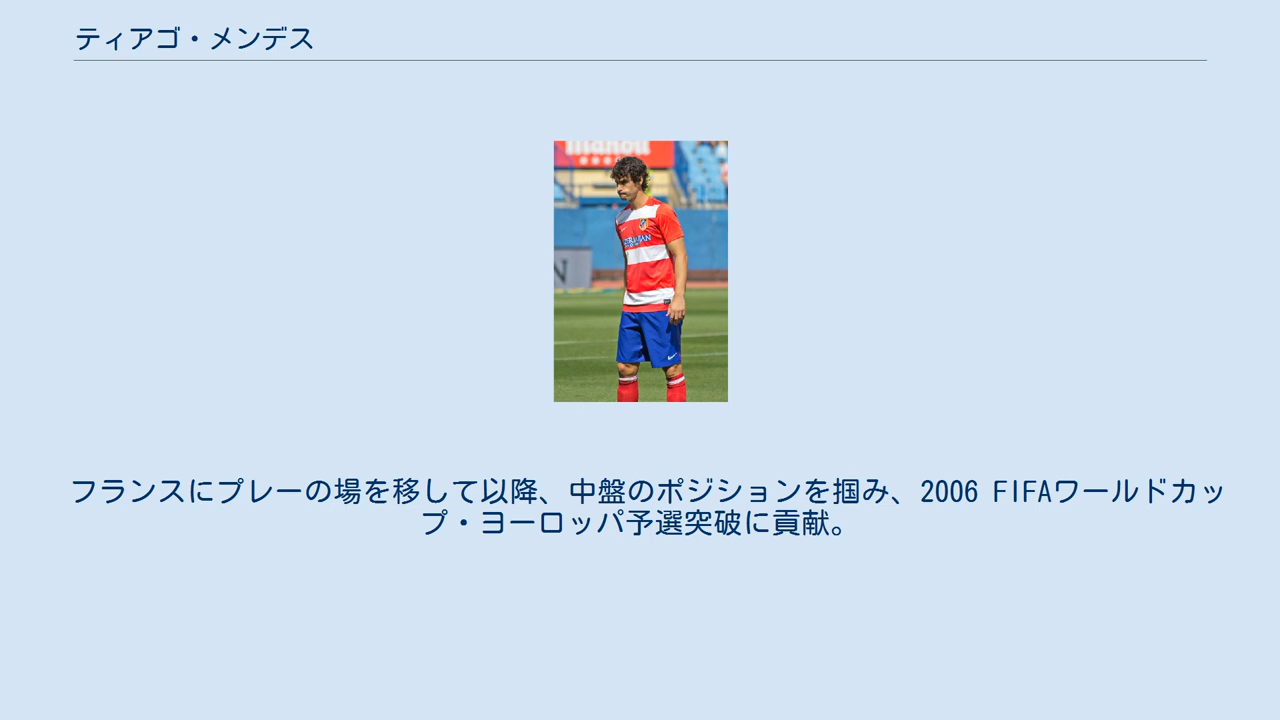 ティアゴ・メンデス
フランスにプレーの場を移して以降、中盤のポジションを掴み、2006 FIFAワールドカッ
プ・ヨーロッパ予選突破に貢献。